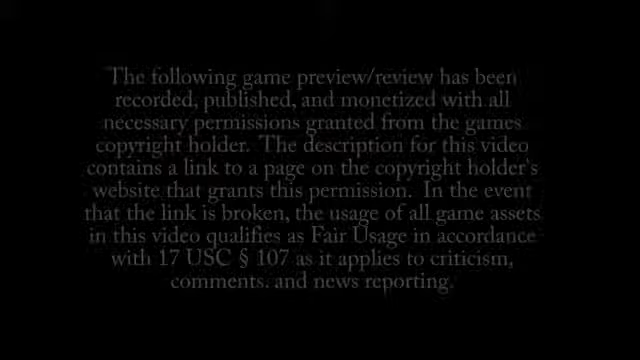 The following game preview/review has been
recorded, published, and monetized with all
necessary permissions granted from the games
copyright holder. The description for this video
contains a link to a page on the copyright holder's
website that grants this permission. In the event
that the link is broken, the usage of all game assets
in this video qualifies as Fair Usage in accordance
with 17 USC § 107 as it applies to criticism,
comments. and news reporting.